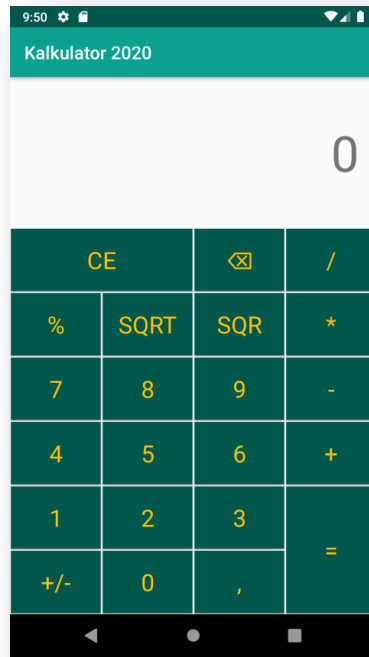 9:50
Kalkulator 2020
0
CE ⌫ /
% SQRT SQR *
7 8 9 -
4 5 6 +
1 2 3
=
+/- 0 ,